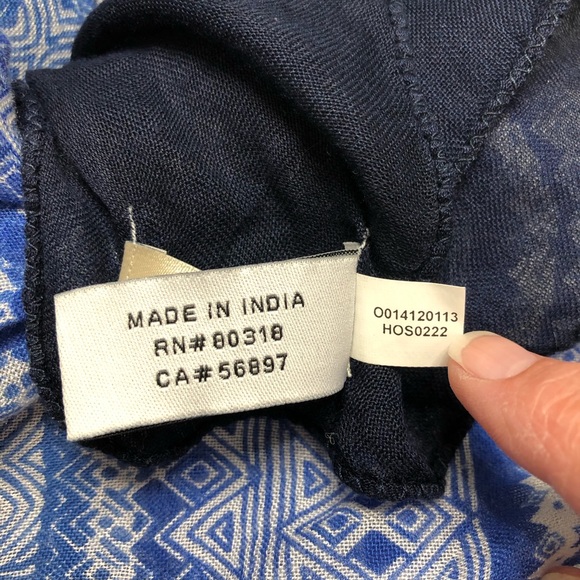 MADE IN INDIA
RN# 80318
CA# 56897
O014120113
HOS0222